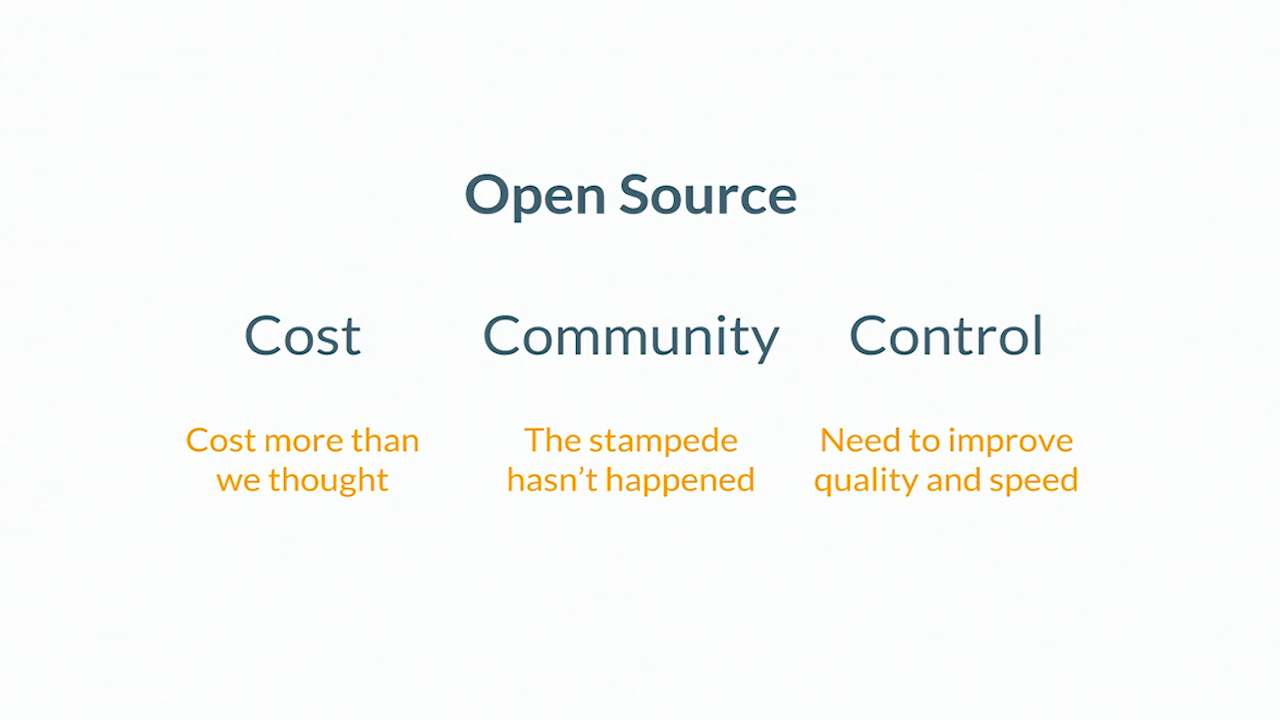 Open Source
Cost Community Control
Cost more than
we thought
The stampede
hasn't happened
Need to improve
quality and speed